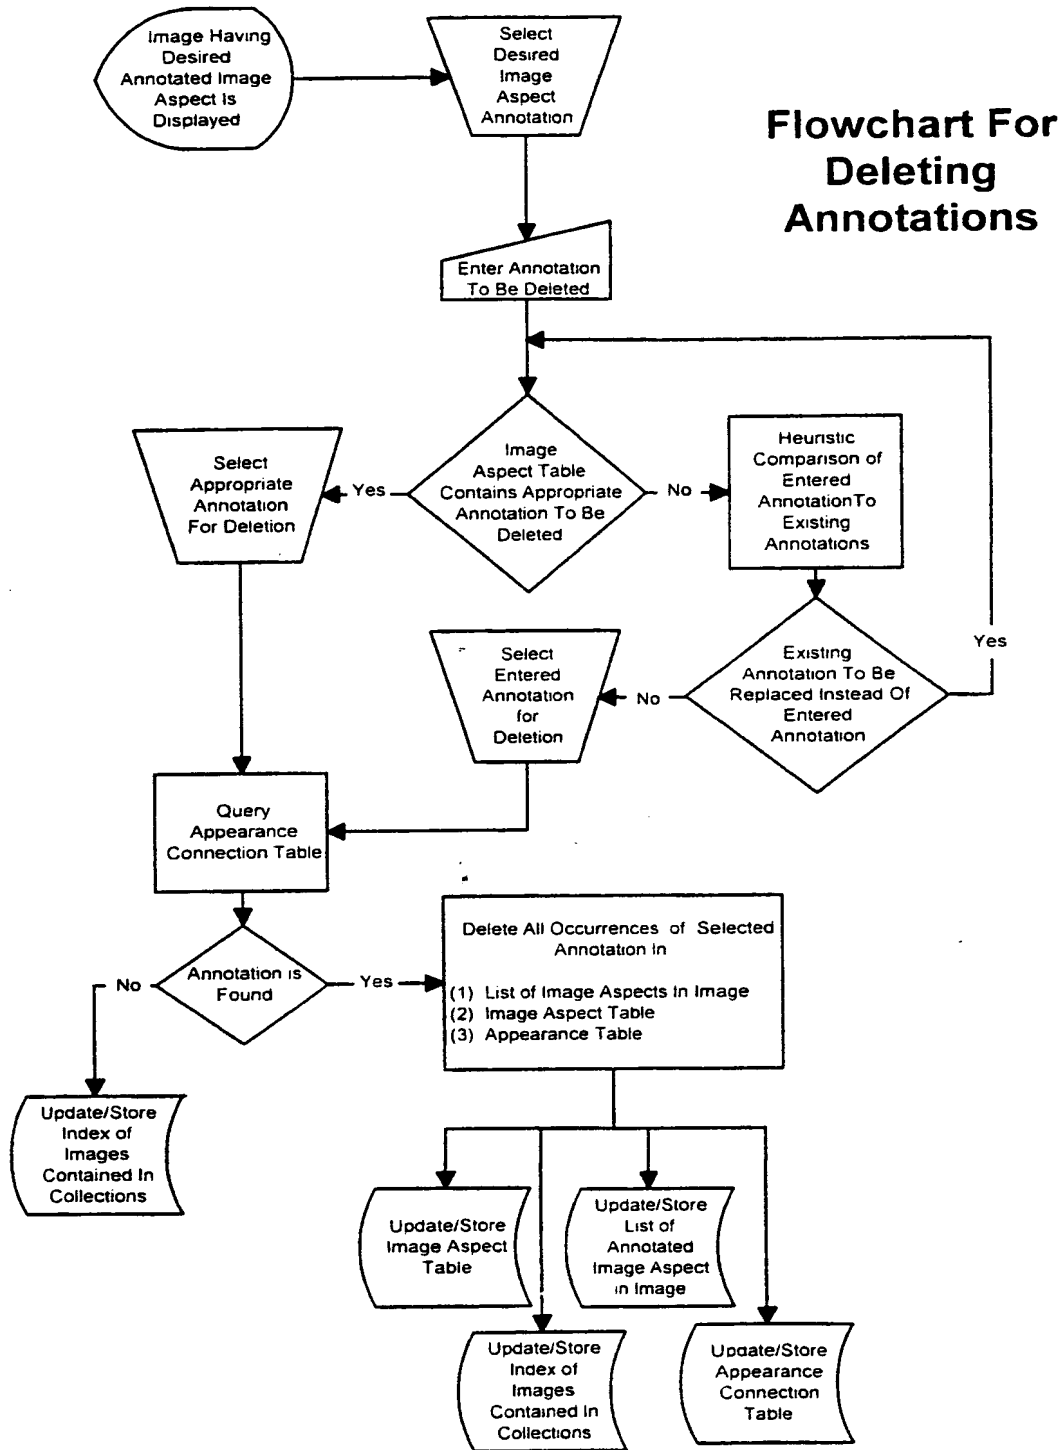 Image Having
Desired
Annotated Image
Aspect Is
Displayed
Select
Desired
Image
Aspect
Annotation
Flowchart For
Deleting
Annotations
Enter Annotation
To Be Deleted
Image
Aspect Table
Contains Appropriate
Annotation To Be
Deleted
Yes
No
Select
Appropriate
Annotation
For Deletion
Heuristic
Comparison of
Entered
AnnotationTo
Existing
Annotations
Existing
Annotation To Be
Replaced Instead Of
Entered
Annotation
Yes
No
Select
Entered
Annotation
for
Deletion
Query
Appearance
Connection Table
Annotation is
Found
No
Yes
Delete All Occurrences of Selected
Annotation In
(1) List of Image Aspects In Image
(2) Image Aspect Table
(3) Appearance Table
Update/Store
Index of
Images
Contained In
Collections
Update/Store
Image Aspect
Table
Update/Store
List of
Annotated
Image Aspect
in Image
Update/Store
Index of
Images
Contained In
Collections
Update/Store
Appearance
Connection
Table